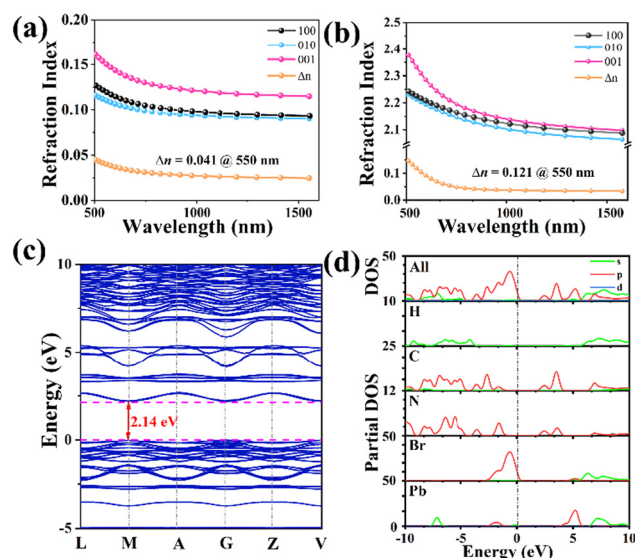 (a)
0.20
0.15
0.10
0.05
0.00
Refraction Index
100
010
001
Δn
Δn = 0.041 @ 550 nm
500 1000 1500
Wavelength (nm)
(b)
2.5
2.4
2.3
2.2
2.1
0.1
0.0
Refraction Index
100
010
001
Δn
Δn = 0.121 @ 550 nm
500 1000 1500
Wavelength (nm)
(c)
10
5
0
-5
Energy (eV)
2.14 eV
L M A G Z V
(d)
DOS
Partial DOS
50
All
s
p
d
10
H
25
C
12
N
50
Br
50
Pb
0
-10 -5 0 5 10
Energy (eV)